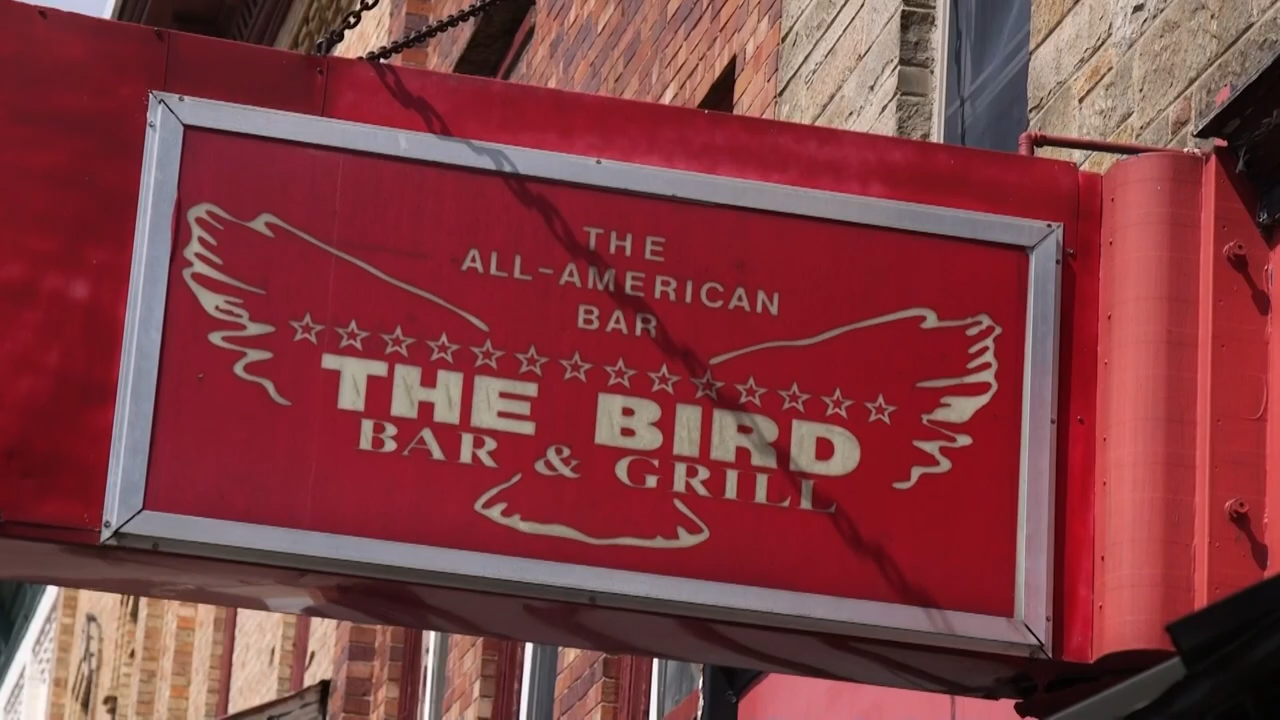 THE
ALL-AMERICAN
BAR
THE BIRD
BAR & GRILL